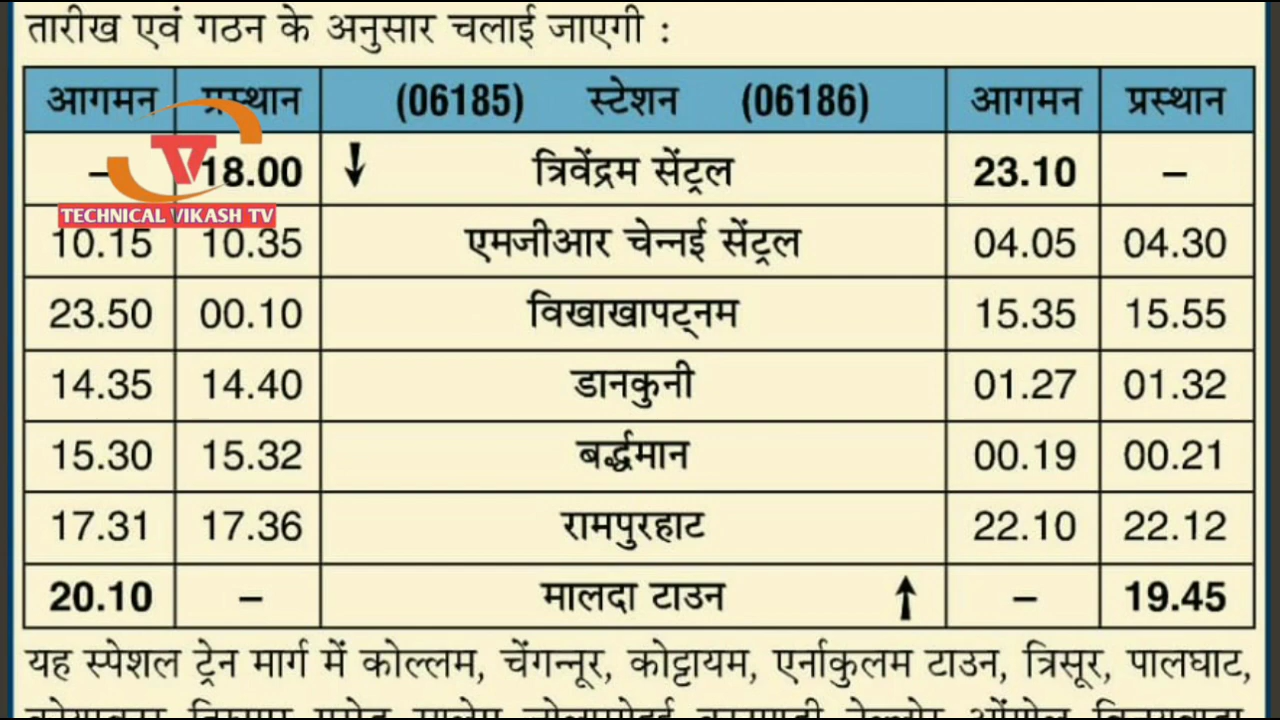 तारीख एवं गठन के अनुसार चलाई जाएगी :
आगमन प्रस्थान (06185) स्टेशन (06186) आगमन प्रस्थान
– 18.00 ↓ त्रिवेंद्रम सेंट्रल 23.10 –
TECHNICAL VIKASH TV
10.15 10.35 एमजीआर चेन्नई सेंट्रल 04.05 04.30
23.50 00.10 विखाखापट्नम 15.35 15.55
14.35 14.40 डानकुनी 01.27 01.32
15.30 15.32 बर्द्धमान 00.19 00.21
17.31 17.36 रामपुरहाट 22.10 22.12
20.10 – मालदा टाउन ↑ – 19.45
यह स्पेशल ट्रेन मार्ग में कोल्लम, चेंगन्नूर, कोट्टायम, एर्नाकुलम टाउन, त्रिसूर, पालघाट,